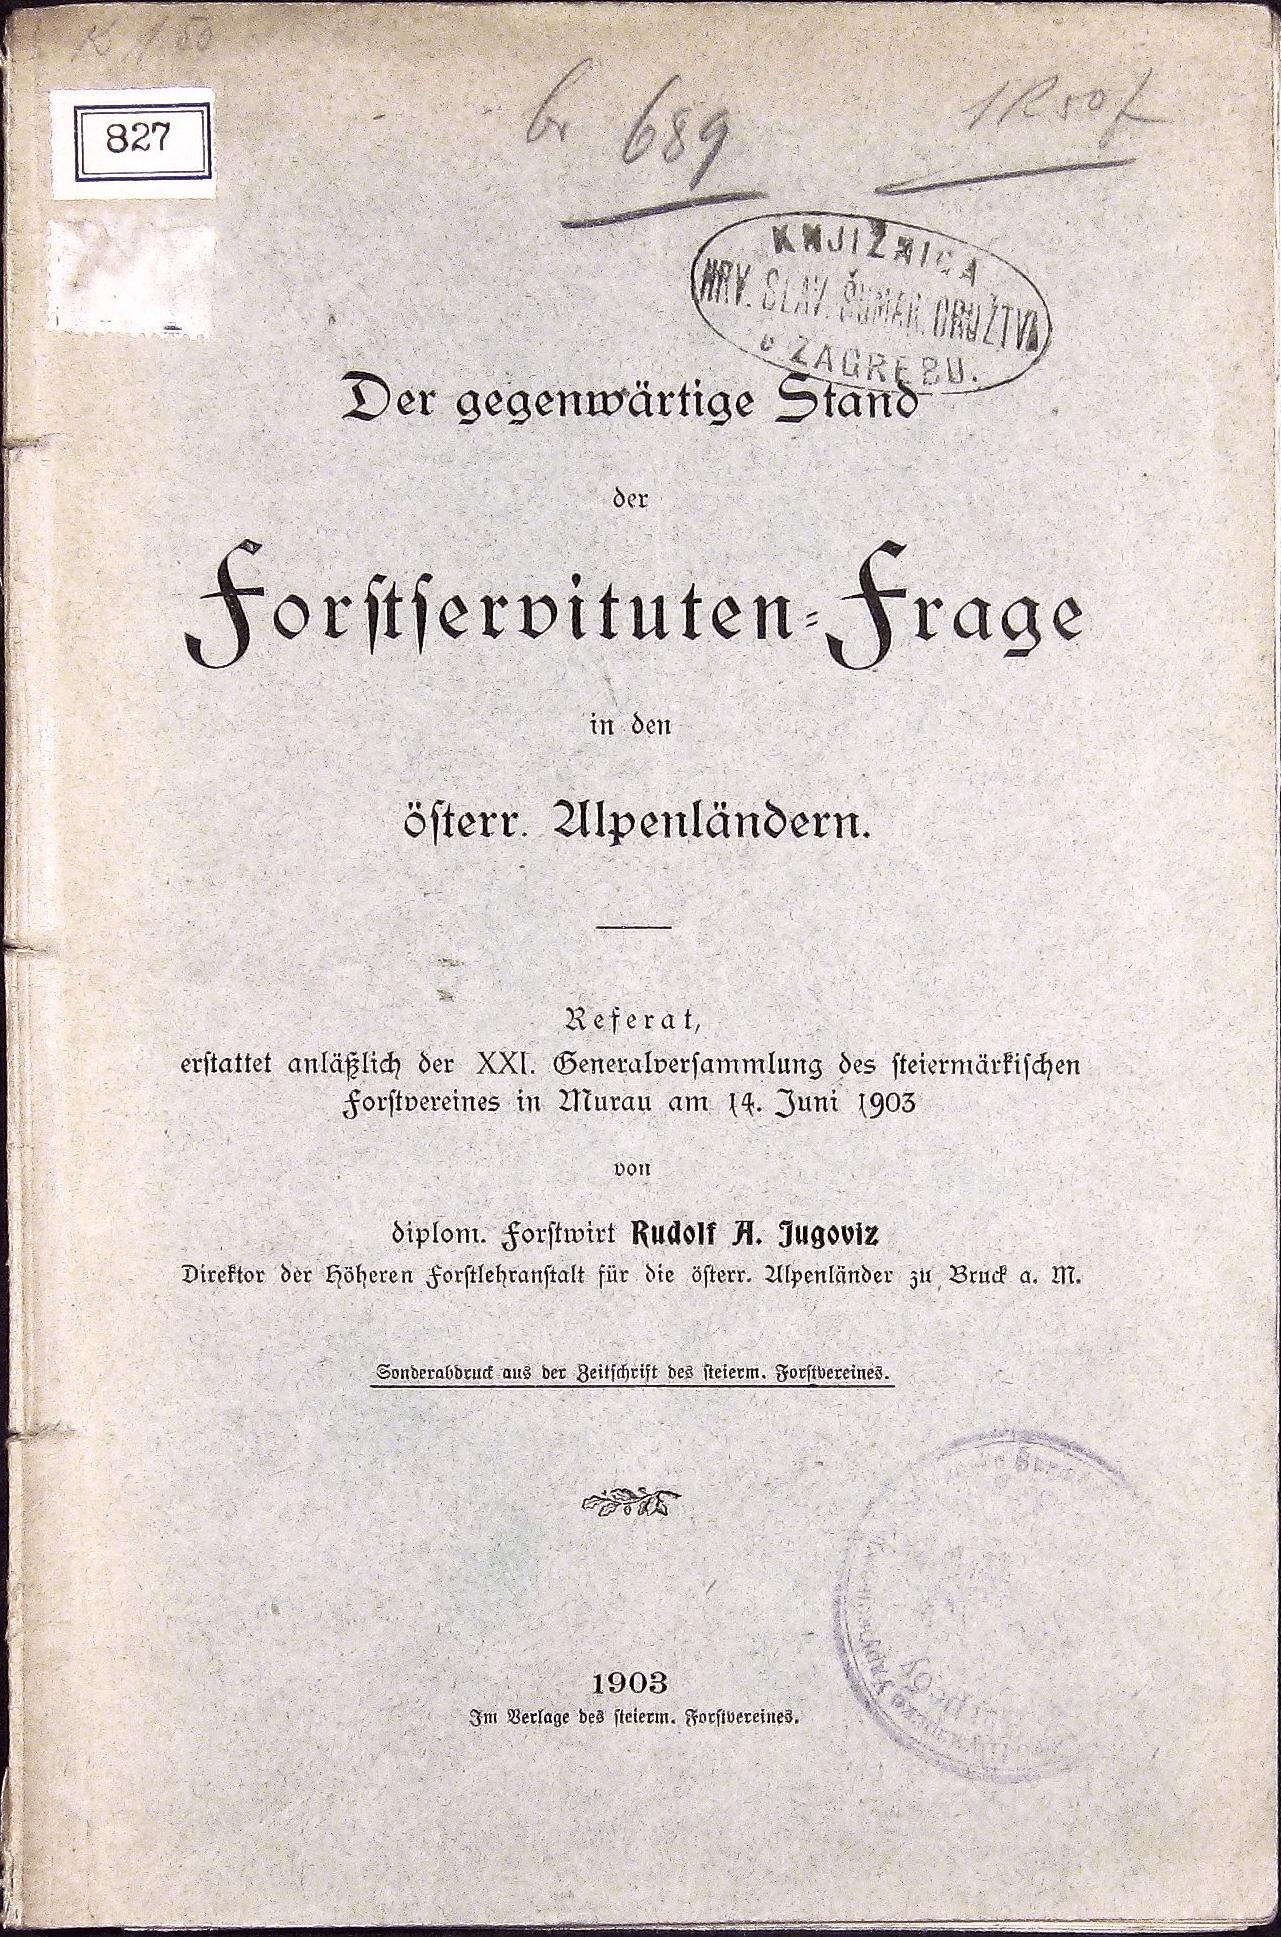 K 1.50
827
br 689
1R 50f
KNJIŽNICA
HRV. SLAV. ŠUMAR. DRUŽTVA
U ZAGREBU.
Der gegenwärtige Stand
der
Forstservituten-Frage
in den
österr. Alpenländern.
Referat,
erstattet anläßlich der XXI. Generalversammlung des steiermärkischen
Forstvereines in Murau am 14. Juni 1903
von
diplom. Forstwirt Rudolf A. Jugoviz
Direktor der Höheren Forstlehranstalt für die österr. Alpenländer zu Bruck a. M.
Sonderabdruck aus der Zeitschrift des steierm. Forstvereines.
1903
Im Verlage des steierm. Forstvereines.